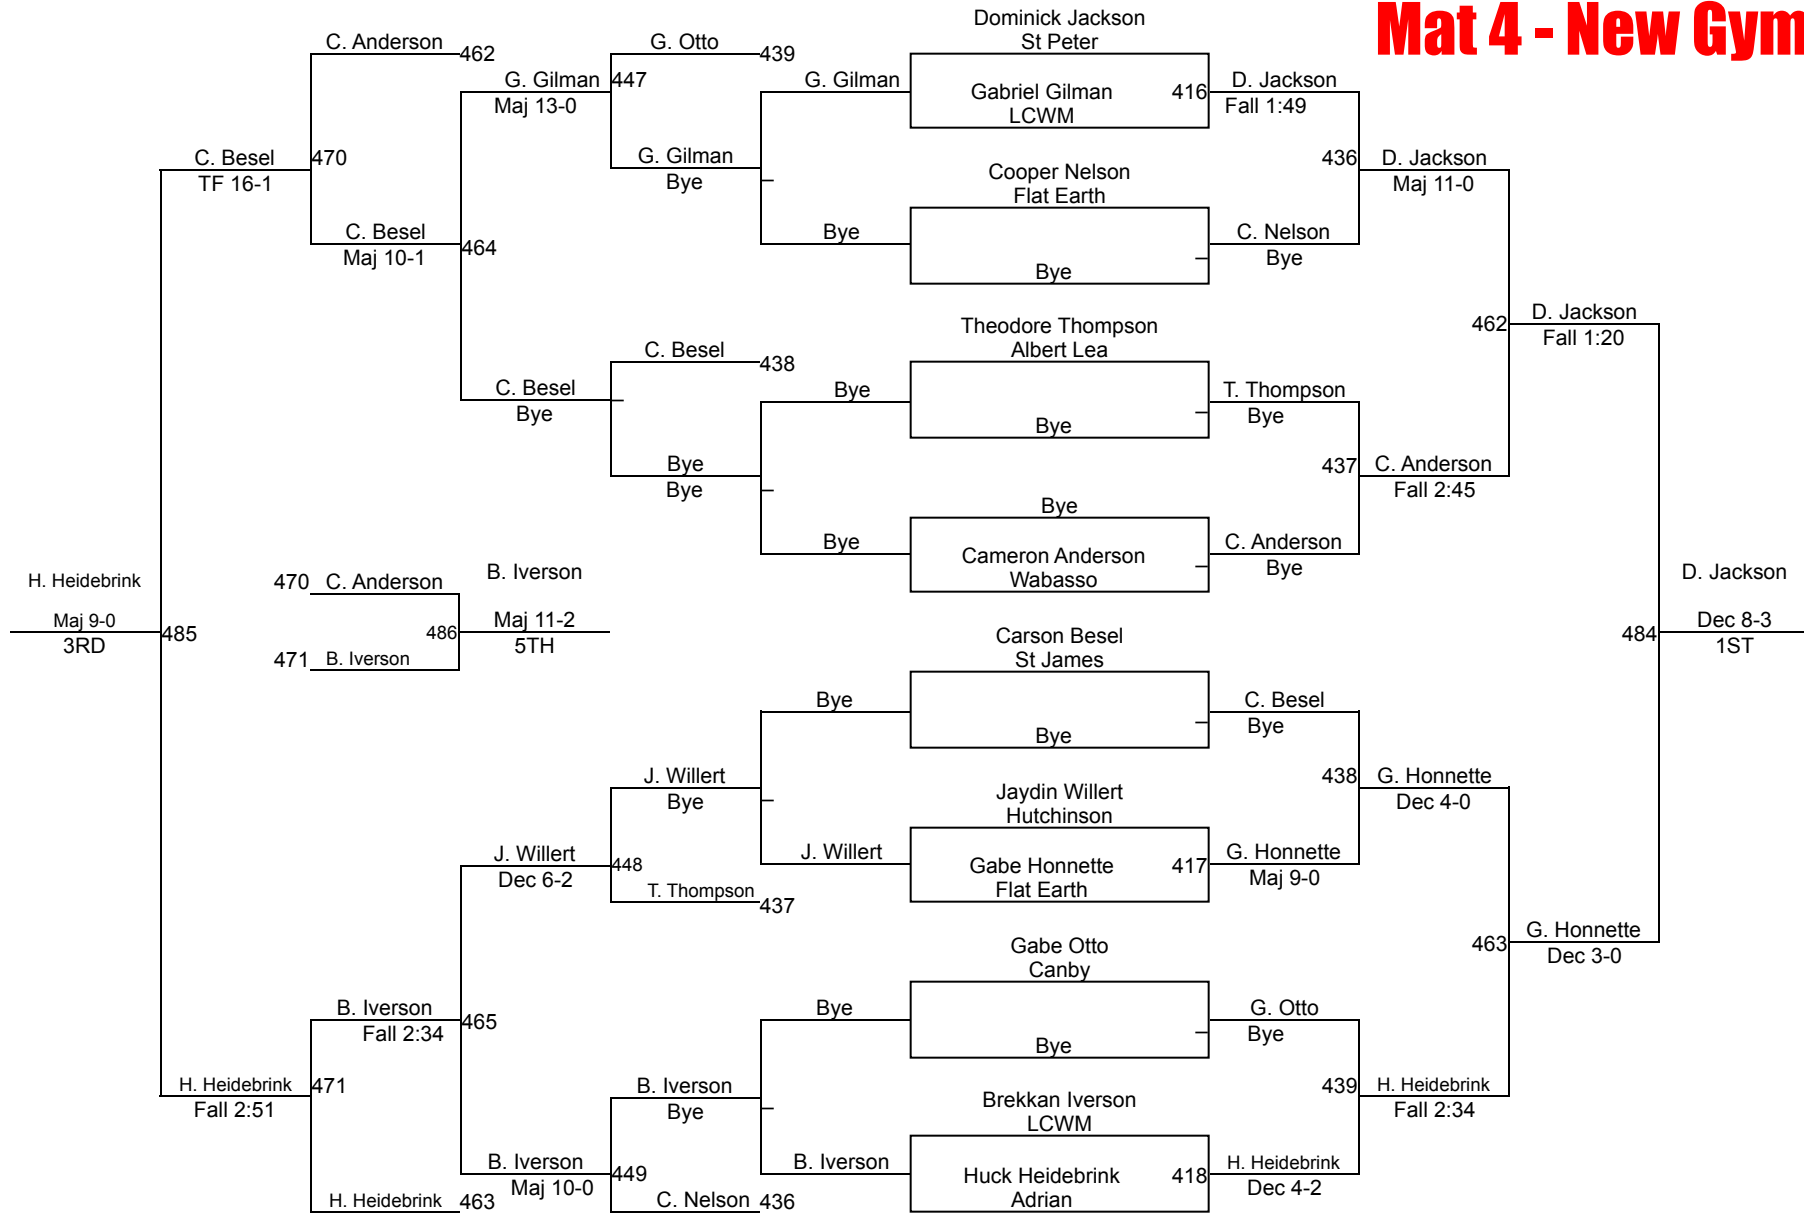 Mat 4 - New Gym
Dominick Jackson
St Peter
C. Anderson
462
G. Otto
439
G. Gilman
447
Maj 13-0
G. Gilman
Gabriel Gilman
LCWM
416
D. Jackson
Fall 1:49
C. Besel
TF 16-1
470
G. Gilman
Bye
Cooper Nelson
Flat Earth
436
D. Jackson
Maj 11-0
C. Besel
Maj 10-1
464
Bye
Bye
C. Nelson
Bye
Theodore Thompson
Albert Lea
462
D. Jackson
Fall 1:20
C. Besel
438
C. Besel
Bye
Bye
Bye
T. Thompson
Bye
Bye
Bye
437
C. Anderson
Fall 2:45
Bye
Bye
Cameron Anderson
Wabasso
C. Anderson
Bye
H. Heidebrink
Maj 9-0
3RD
485
470
C. Anderson
471
B. Iverson
486
B. Iverson
Maj 11-2
5TH
D. Jackson
Dec 8-3
1ST
484
Carson Besel
St James
Bye
Bye
C. Besel
Bye
J. Willert
Bye
Jaydin Willert
Hutchinson
438
G. Honnette
Dec 4-0
J. Willert
Dec 6-2
448
J. Willert
Gabe Honnette
Flat Earth
417
G. Honnette
Maj 9-0
T. Thompson
437
Gabe Otto
Canby
463
G. Honnette
Dec 3-0
B. Iverson
Fall 2:34
465
Bye
Bye
G. Otto
Bye
H. Heidebrink
Fall 2:51
471
B. Iverson
Bye
Brekkan Iverson
LCWM
439
H. Heidebrink
Fall 2:34
B. Iverson
Maj 10-0
449
B. Iverson
Huck Heidebrink
Adrian
418
H. Heidebrink
Dec 4-2
H. Heidebrink
463
C. Nelson
436